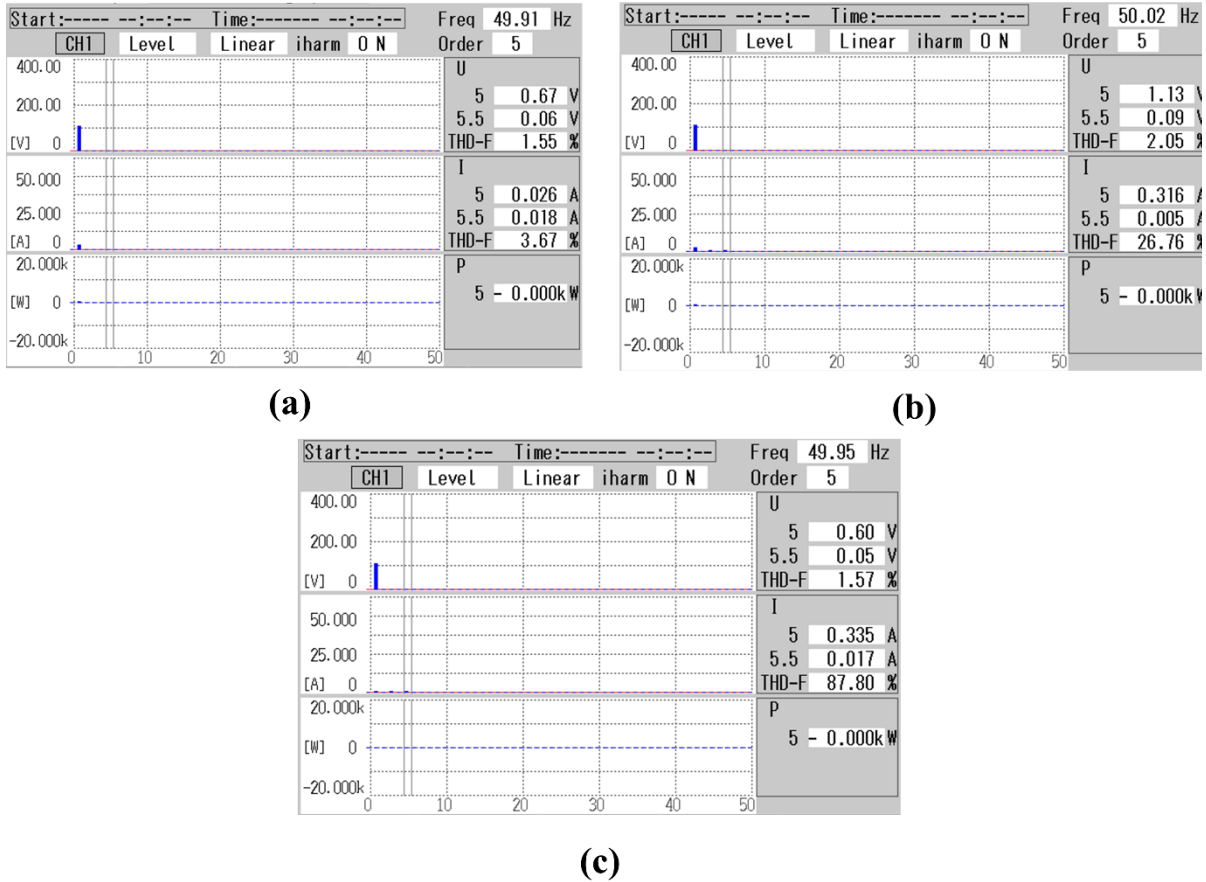 Start:----- --:--:-- Time:------- --:--:-- Freq 49.91 Hz
CH1 Level Linear iharm O N Order 5
400.00
200.00
[V] 0
U
5 0.67 V
5.5 0.06 V
THD-F 1.55 %
50.000
25.000
[A] 0
I
5 0.026 A
5.5 0.018 A
THD-F 3.67 %
20.000k
[W] 0
-20.000k
P
5 - 0.000k W
0 10 20 30 40 50
(a)
Start:----- --:--:-- Time:------- --:--:-- Freq 50.02 Hz
CH1 Level Linear iharm O N Order 5
400.00
200.00
[V] 0
U
5 1.13 V
5.5 0.09 V
THD-F 2.05 %
50.000
25.000
[A] 0
I
5 0.316 A
5.5 0.005 A
THD-F 26.76 %
20.000k
[W] 0
-20.000k
P
5 - 0.000k W
0 10 20 30 40 50
(b)
Start:----- --:--:-- Time:------- --:--:-- Freq 49.95 Hz
CH1 Level Linear iharm O N Order 5
400.00
200.00
[V] 0
U
5 0.60 V
5.5 0.05 V
THD-F 1.57 %
50.000
25.000
[A] 0
I
5 0.335 A
5.5 0.017 A
THD-F 87.80 %
20.000k
[W] 0
-20.000k
P
5 - 0.000k W
0 10 20 30 40 50
(c)